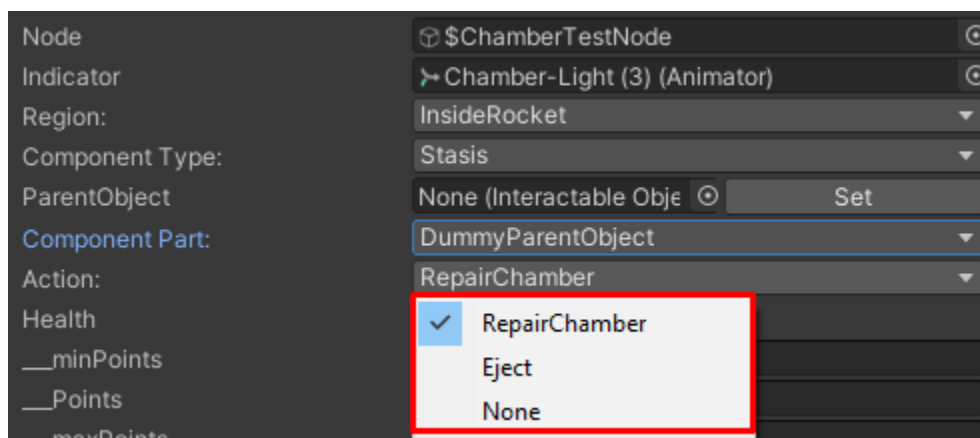 Node $ChamberTestNode
Indicator Chamber-Light (3) (Animator)
Region: InsideRocket
Component Type: Stasis
ParentObject None (Interactable Obje Set
Component Part: DummyParentObject
Action: RepairChamber
Health RepairChamber
__minPoints Eject
__Points None